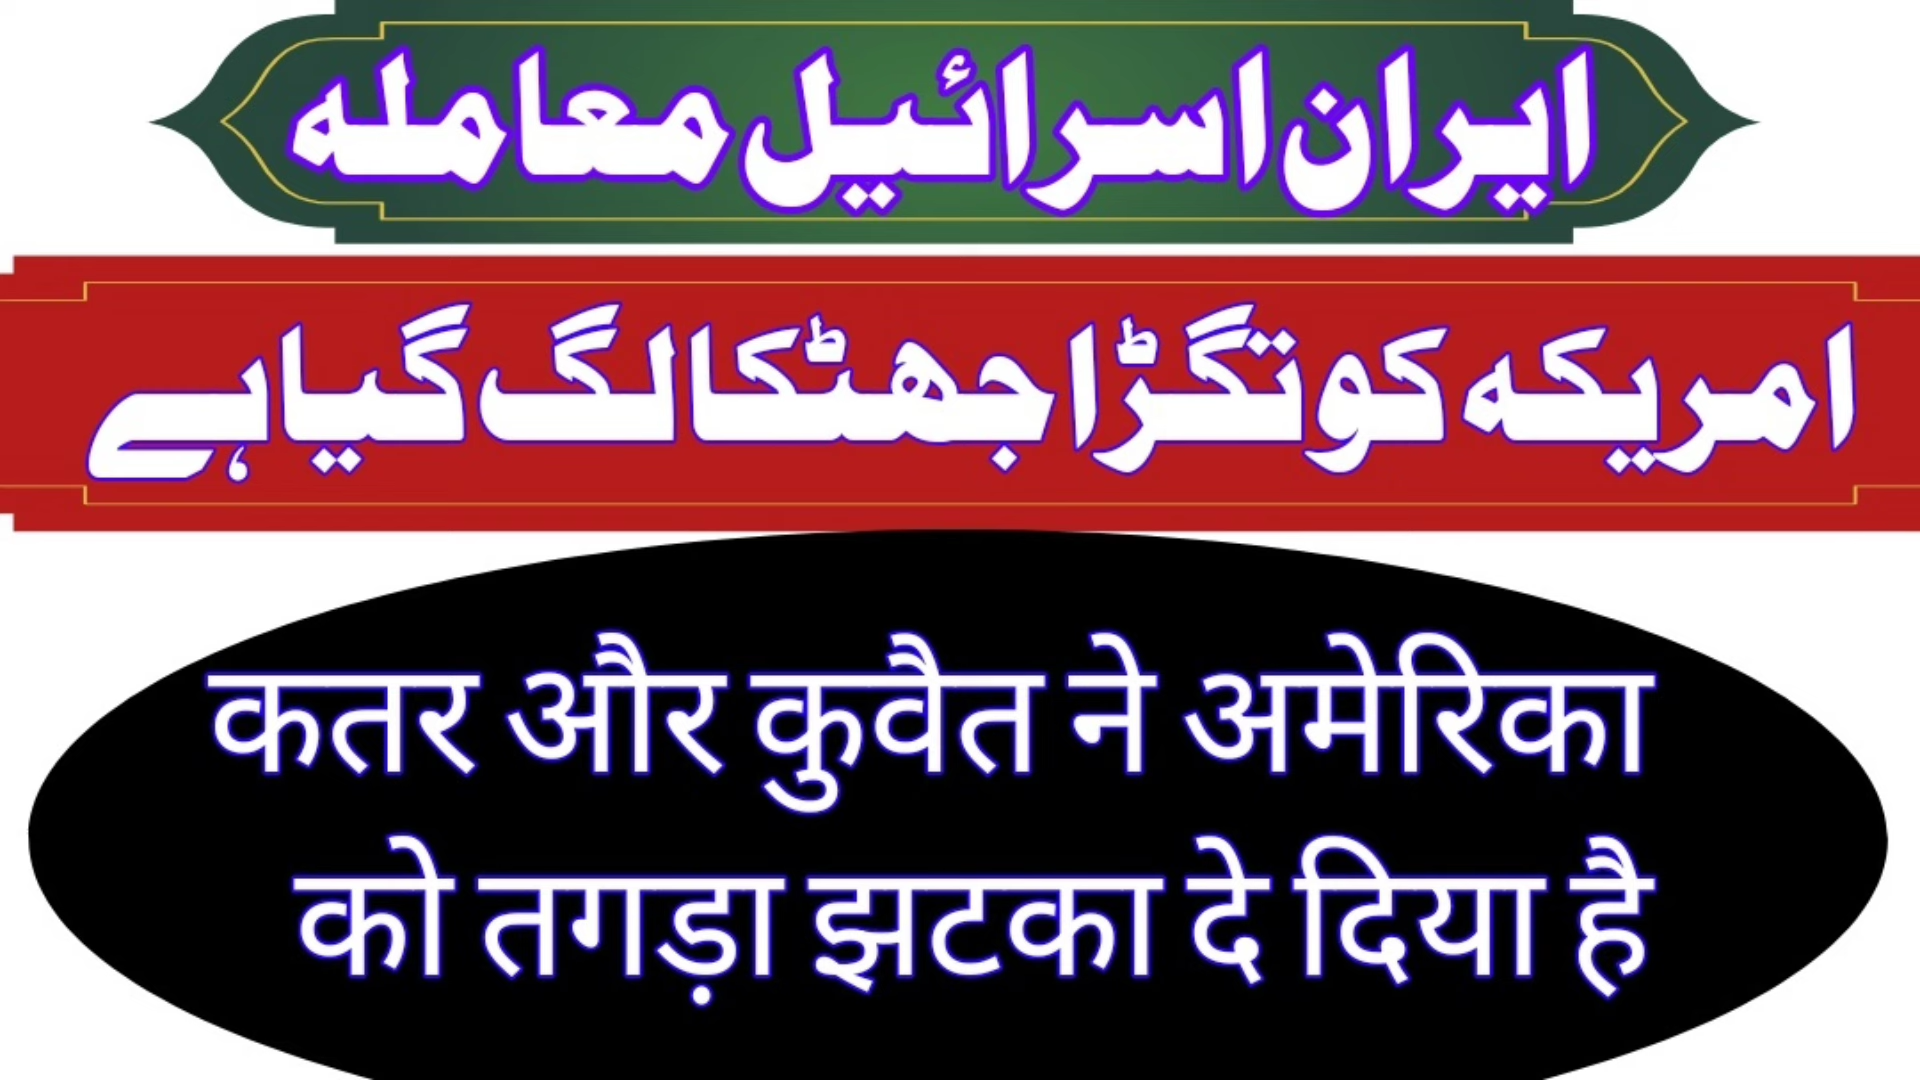 ایران اسرائیل معاملہ
امریکہ کو تگڑا جھٹکا لگ گیا ہے
कतर और कुवैत ने अमेरिका
को तगड़ा झटका दे दिया है